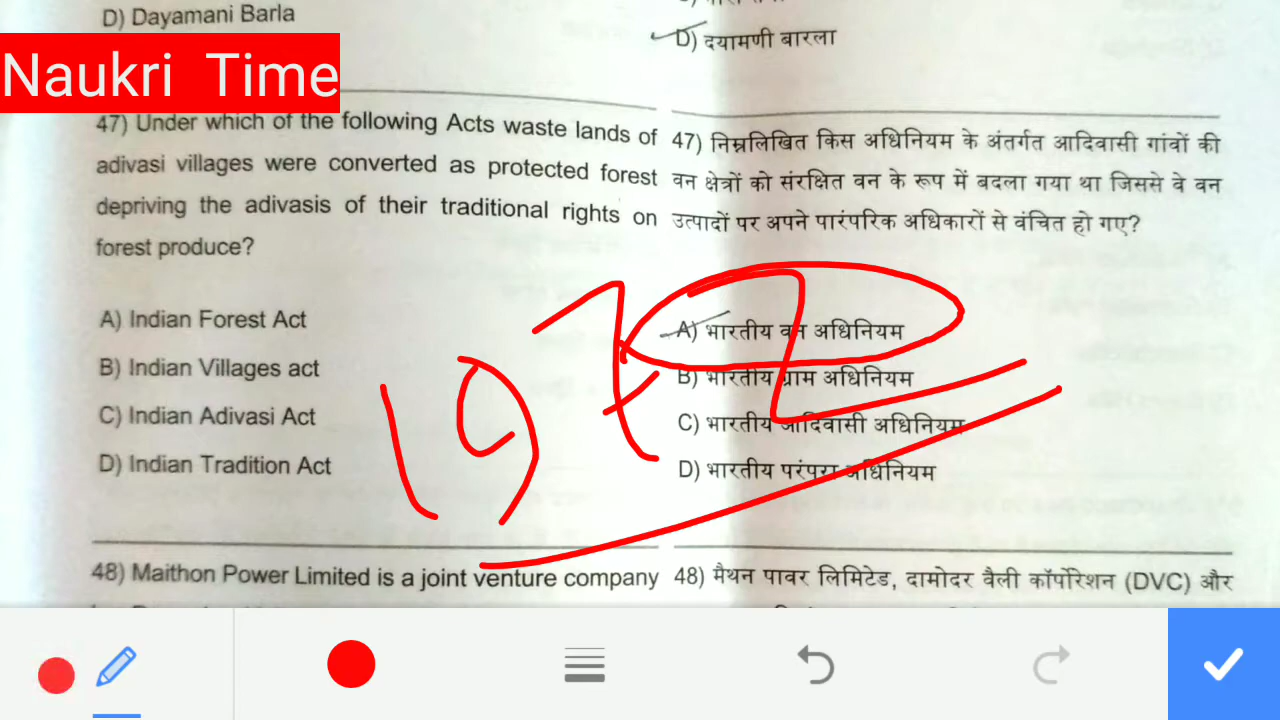 D) Dayamani Barla
D) दयामणी बारला
Naukri Time
47) Under which of the following Acts waste lands of
adivasi villages were converted as protected forest
depriving the adivasis of their traditional rights on
forest produce?
A) Indian Forest Act
B) Indian Villages act
C) Indian Adivasi Act
D) Indian Tradition Act
47) निम्नलिखित किस अधिनियम के अंतर्गत आदिवासी गांवों की
वन क्षेत्रों को संरक्षित वन के रूप में बदला गया था जिससे वे वन
उत्पादों पर अपने पारंपरिक अधिकारों से वंचित हो गए?
A) भारतीय वन अधिनियम
B) भारतीय ग्राम अधिनियम
C) भारतीय आदिवासी अधिनियम
D) भारतीय परंपरा अधिनियम
48) Maithon Power Limited is a joint venture company
48) मैथन पावर लिमिटेड, दामोदर वैली कॉर्पोरेशन (DVC) और